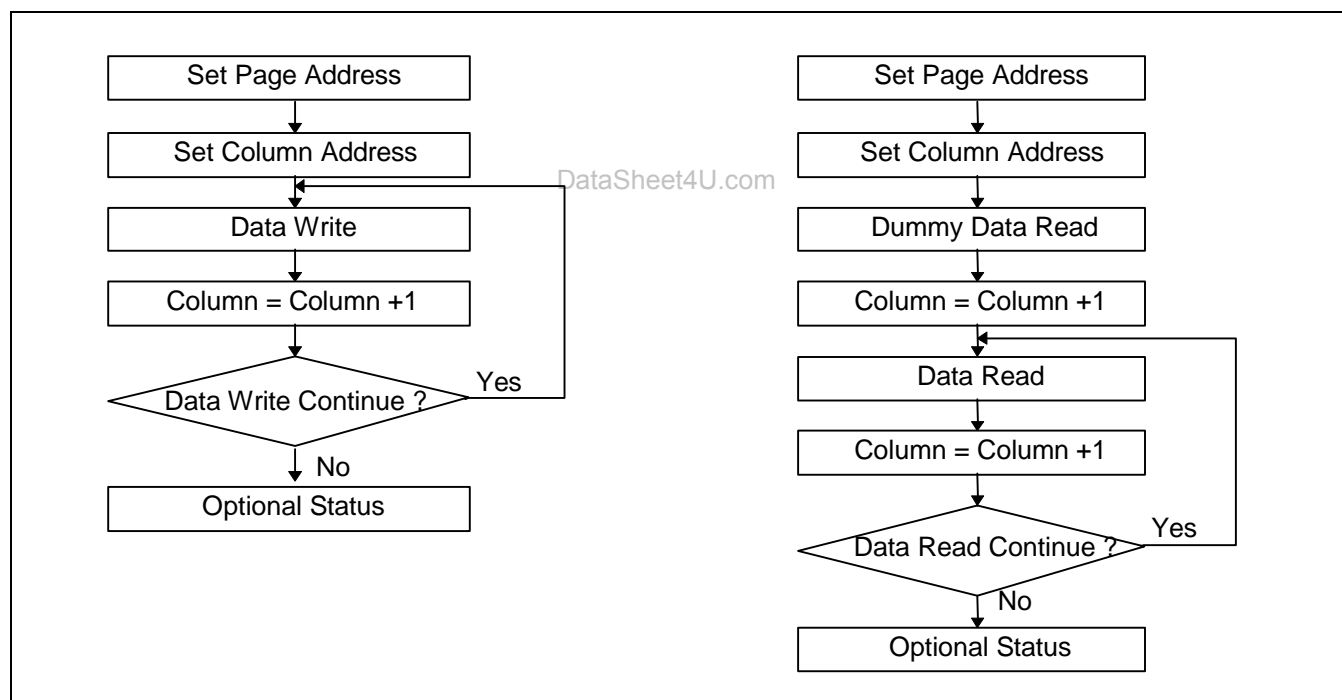 Set Page Address
Set Column Address
Data Write
Column = Column +1
Data Write Continue ?
Yes
No
Optional Status
DataSheet4U.com
Set Page Address
Set Column Address
Dummy Data Read
Column = Column +1
Data Read
Column = Column +1
Data Read Continue ?
Yes
No
Optional Status